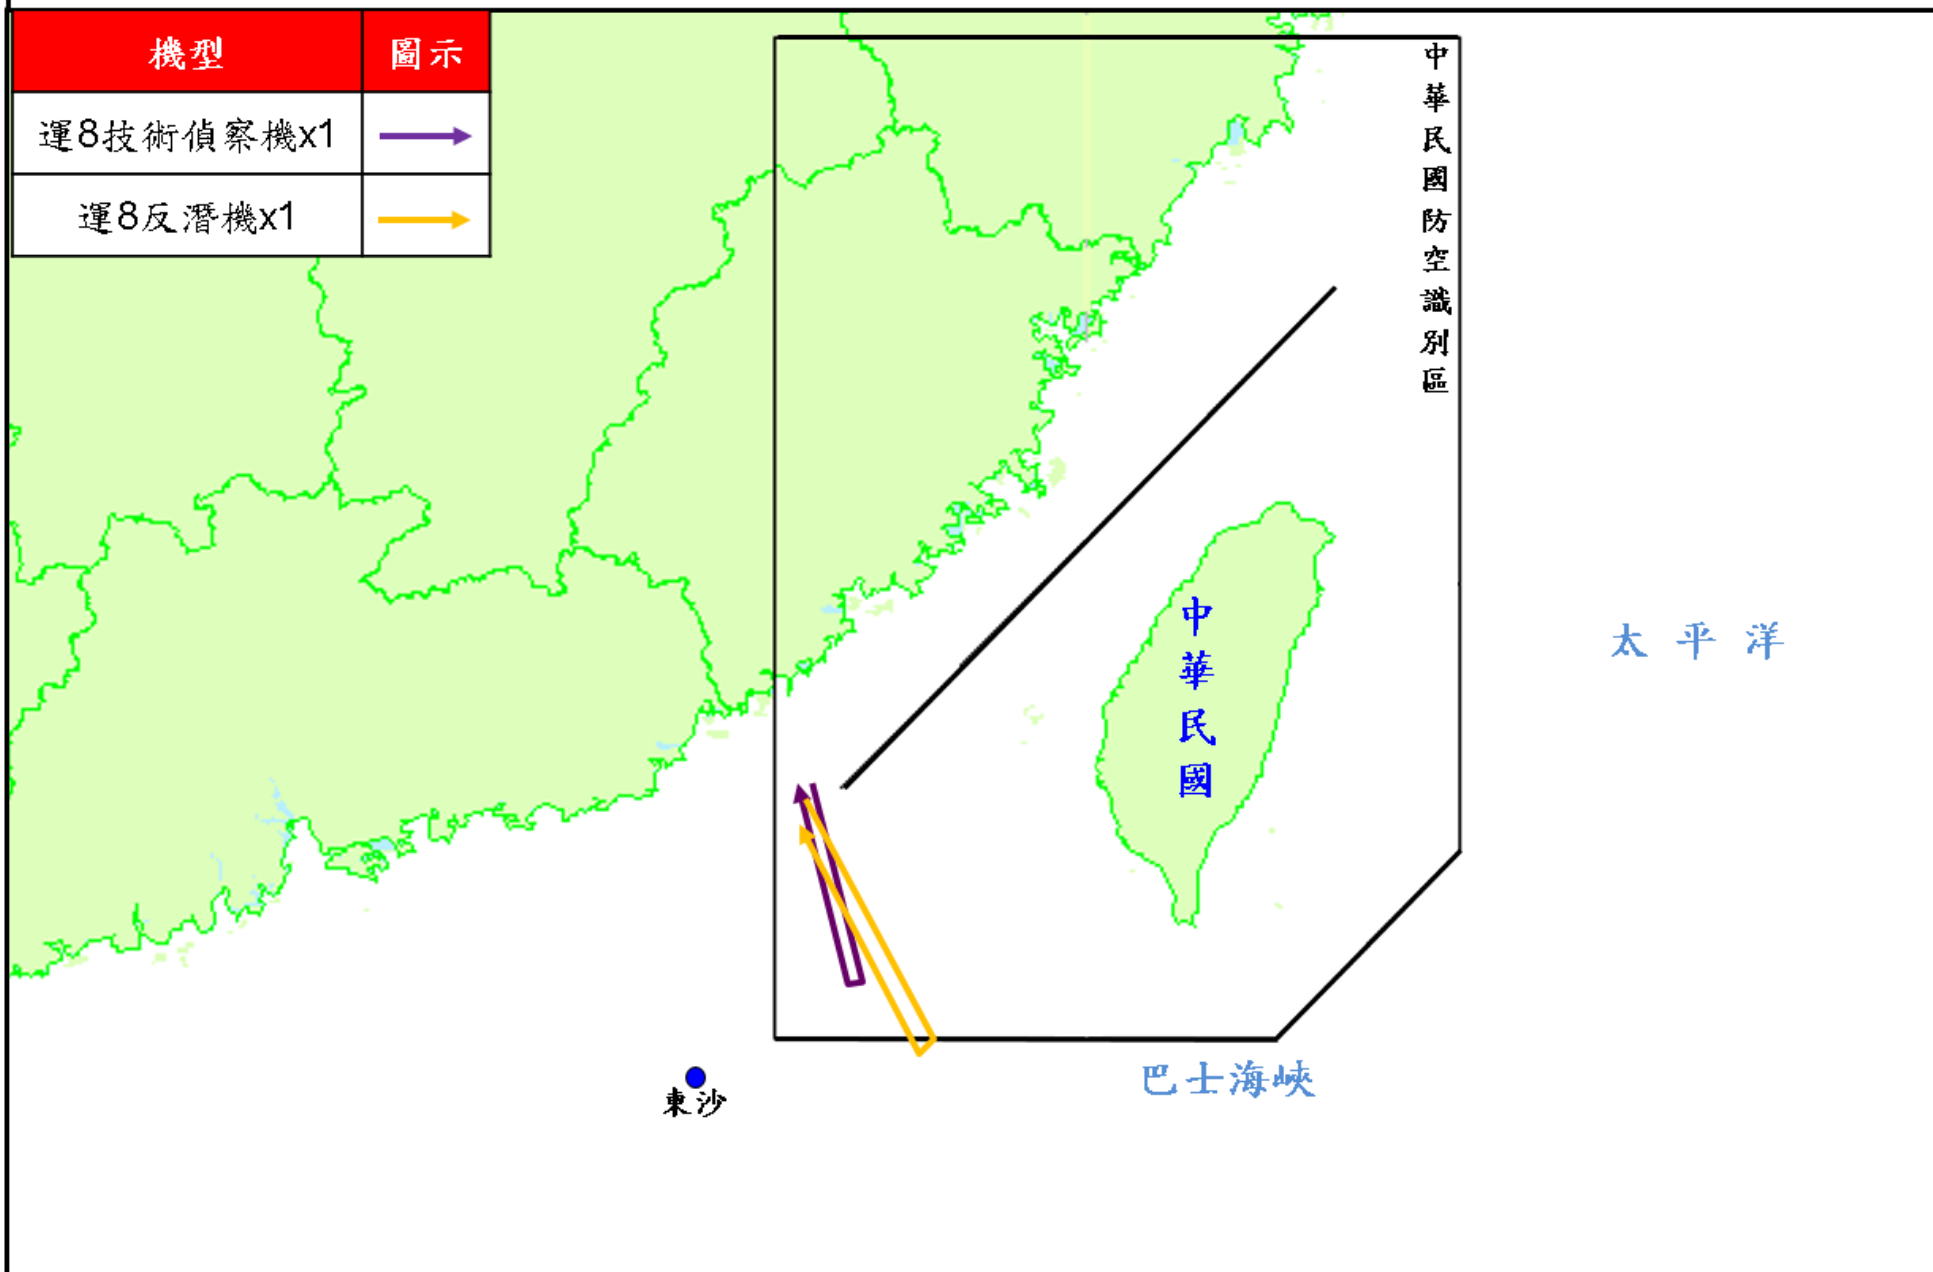 機型 圖示
運8技術偵察機x1
運8反潛機x1
中華民國防空識別區
中華民國
太平洋
巴士海峽
東沙